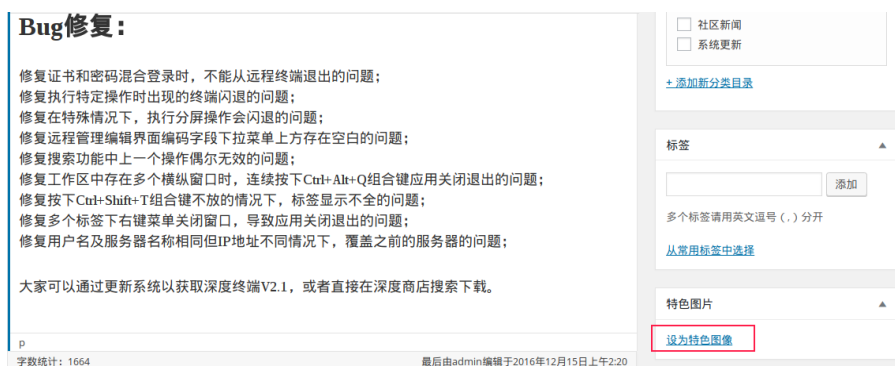 Bug修复：
修复证书和密码混合登录时，不能从远程终端退出的问题；
修复执行特定操作时出现的终端闪退的问题；
修复在特殊情况下，执行分屏操作会闪退的问题；
修复远程管理编辑界面编码字段下拉菜单上方存在空白的问题；
修复搜索功能中上一个操作偶尔无效的问题；
修复工作区中存在多个横纵窗口时，连续按下Ctrl+Alt+Q组合键应用关闭退出的问题；
修复按下Ctrl+Shift+T组合键不放的情况下，标签显示不全的问题；
修复多个标签下右键菜单关闭窗口，导致应用关闭退出的问题；
修复用户名及服务器名称相同但IP地址不同情况下，覆盖之前的服务器的问题；
大家可以通过更新系统以获取深度终端V2.1，或者直接在深度商店搜索下载。
p
字数统计：1664
最后由admin编辑于2016年12月15日上午2:20
社区新闻
系统更新
+ 添加新分类目录
标签
添加
多个标签请用英文逗号（,）分开
从常用标签中选择
特色图片
设为特色图像